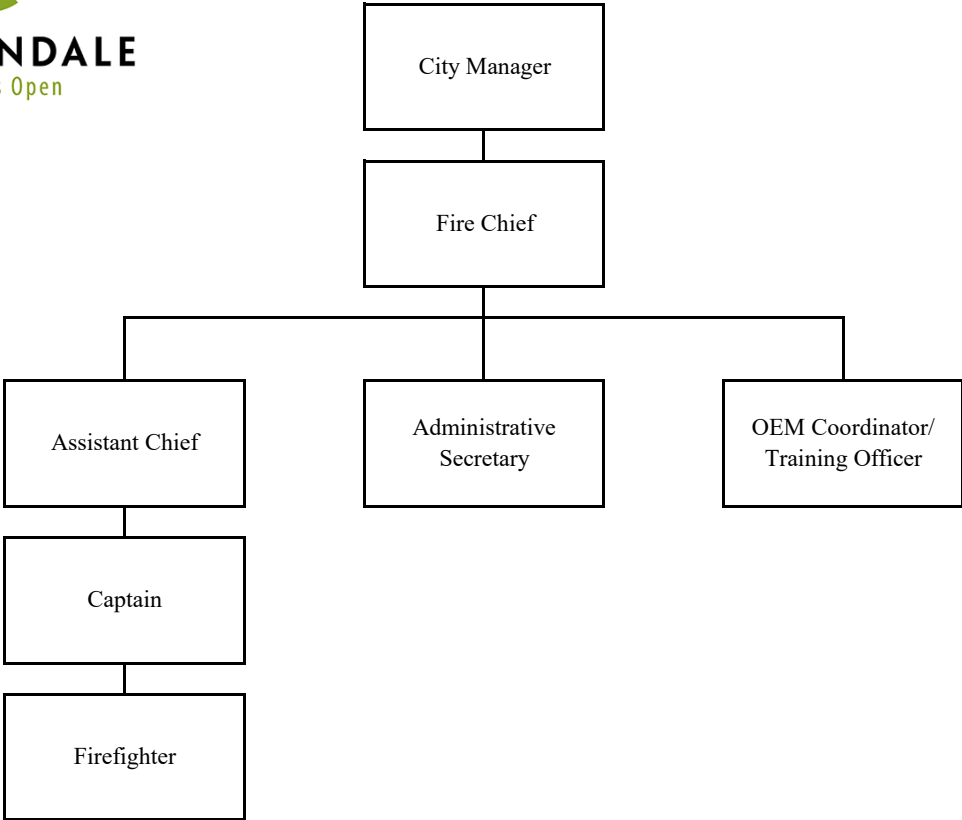 NDALE
s Open
City Manager
Fire Chief
Assistant Chief
Administrative
Secretary
OEM Coordinator/
Training Officer
Captain
Firefighter